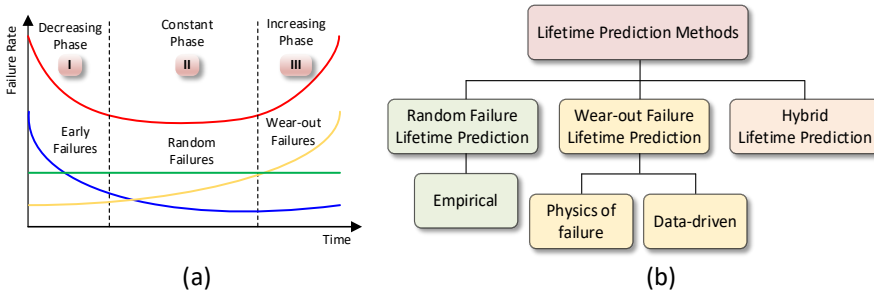 Failure Rate
Decreasing
Phase
I
Constant
Phase
II
Increasing
Phase
III
Early
Failures
Random
Failures
Wear-out
Failures
Time
(a)
Lifetime Prediction Methods
Random Failure
Lifetime Prediction
Wear-out Failure
Lifetime Prediction
Hybrid
Lifetime Prediction
Empirical
Physics of
failure
Data-driven
(b)